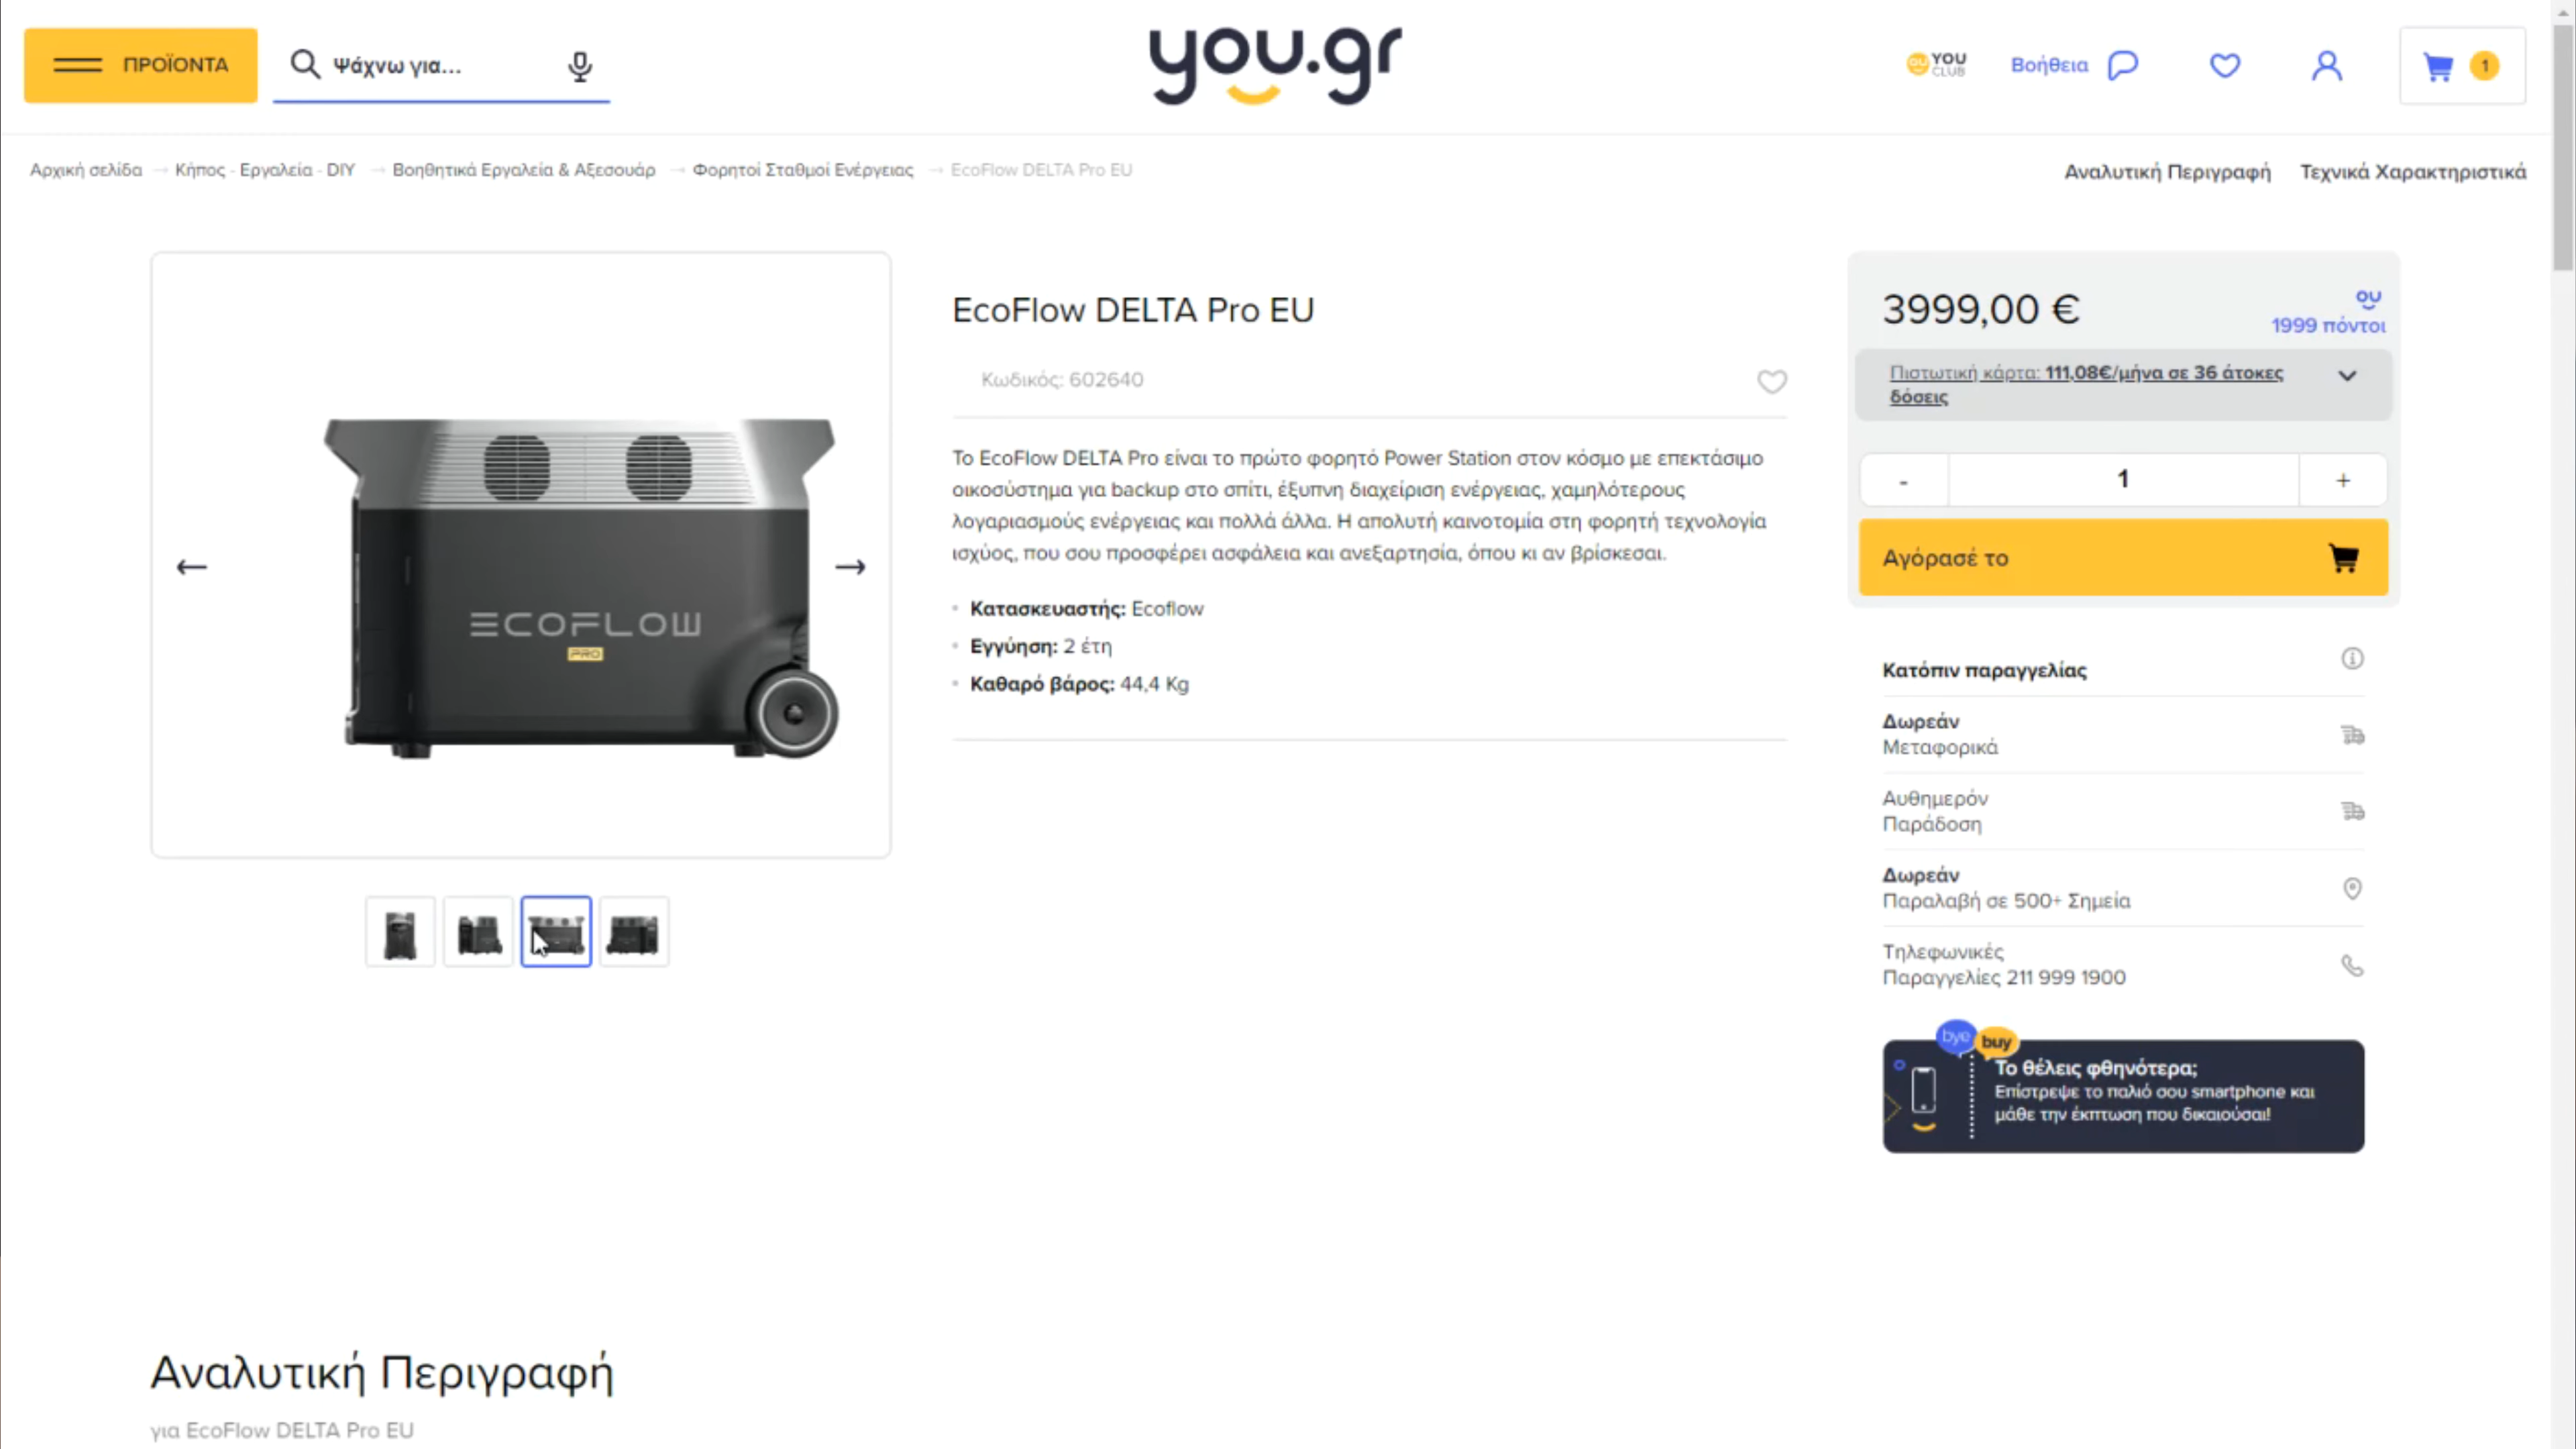 ΠΡΟΪΟΝΤΑ
Ψάχνω για...
you.gr
ou YOU CLUB
Βοήθεια
1
Αρχική σελίδα → Κήπος - Εργαλεία - DIY → Βοηθητικά Εργαλεία & Αξεσουάρ → Φορητοί Σταθμοί Ενέργειας → EcoFlow DELTA Pro EU
Αναλυτική Περιγραφή Τεχνικά Χαρακτηριστικά
ECOFLOW
PRO
EcoFlow DELTA Pro EU
Κωδικός: 602640
Το EcoFlow DELTA Pro είναι το πρώτο φορητό Power Station στον κόσμο με επεκτάσιμο
οικοσύστημα για backup στο σπίτι, έξυπνη διαχείριση ενέργειας, χαμηλότερους
λογαριασμούς ενέργειας και πολλά άλλα. Η απολυτή καινοτομία στη φορητή τεχνολογία
ισχύος, που σου προσφέρει ασφάλεια και ανεξαρτησία, όπου κι αν βρίσκεσαι.
• Κατασκευαστής: Ecoflow
• Εγγύηση: 2 έτη
• Καθαρό βάρος: 44,4 Kg
3999,00 €
ou
1999 πόντοι
Πιστωτική κάρτα: 111,08€/μήνα σε 36 άτοκες
δόσεις
- 1 +
Αγόρασέ το
Κατόπιν παραγγελίας
Δωρεάν
Μεταφορικά
Αυθημερόν
Παράδοση
Δωρεάν
Παραλαβή σε 500+ Σημεία
Τηλεφωνικές
Παραγγελίες 211 999 1900
bye buy
Το θέλεις φθηνότερα;
Επίστρεψε το παλιό σου smartphone και
μάθε την έκπτωση που δικαιούσαι!
Αναλυτική Περιγραφή
για EcoFlow DELTA Pro EU